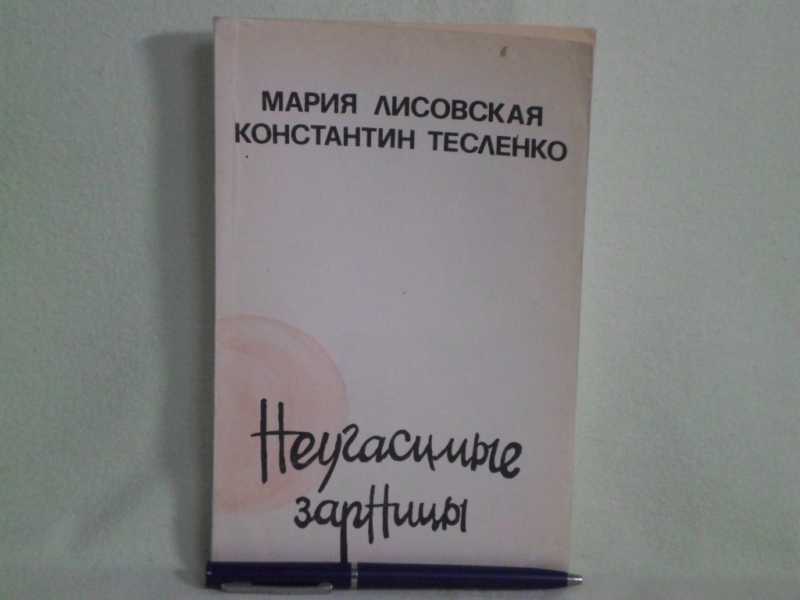 МАРИЯ ЛИСОВСКАЯ
КОНСТАНТИН ТЕСЛЕНКО
Неугасимые
зарницы